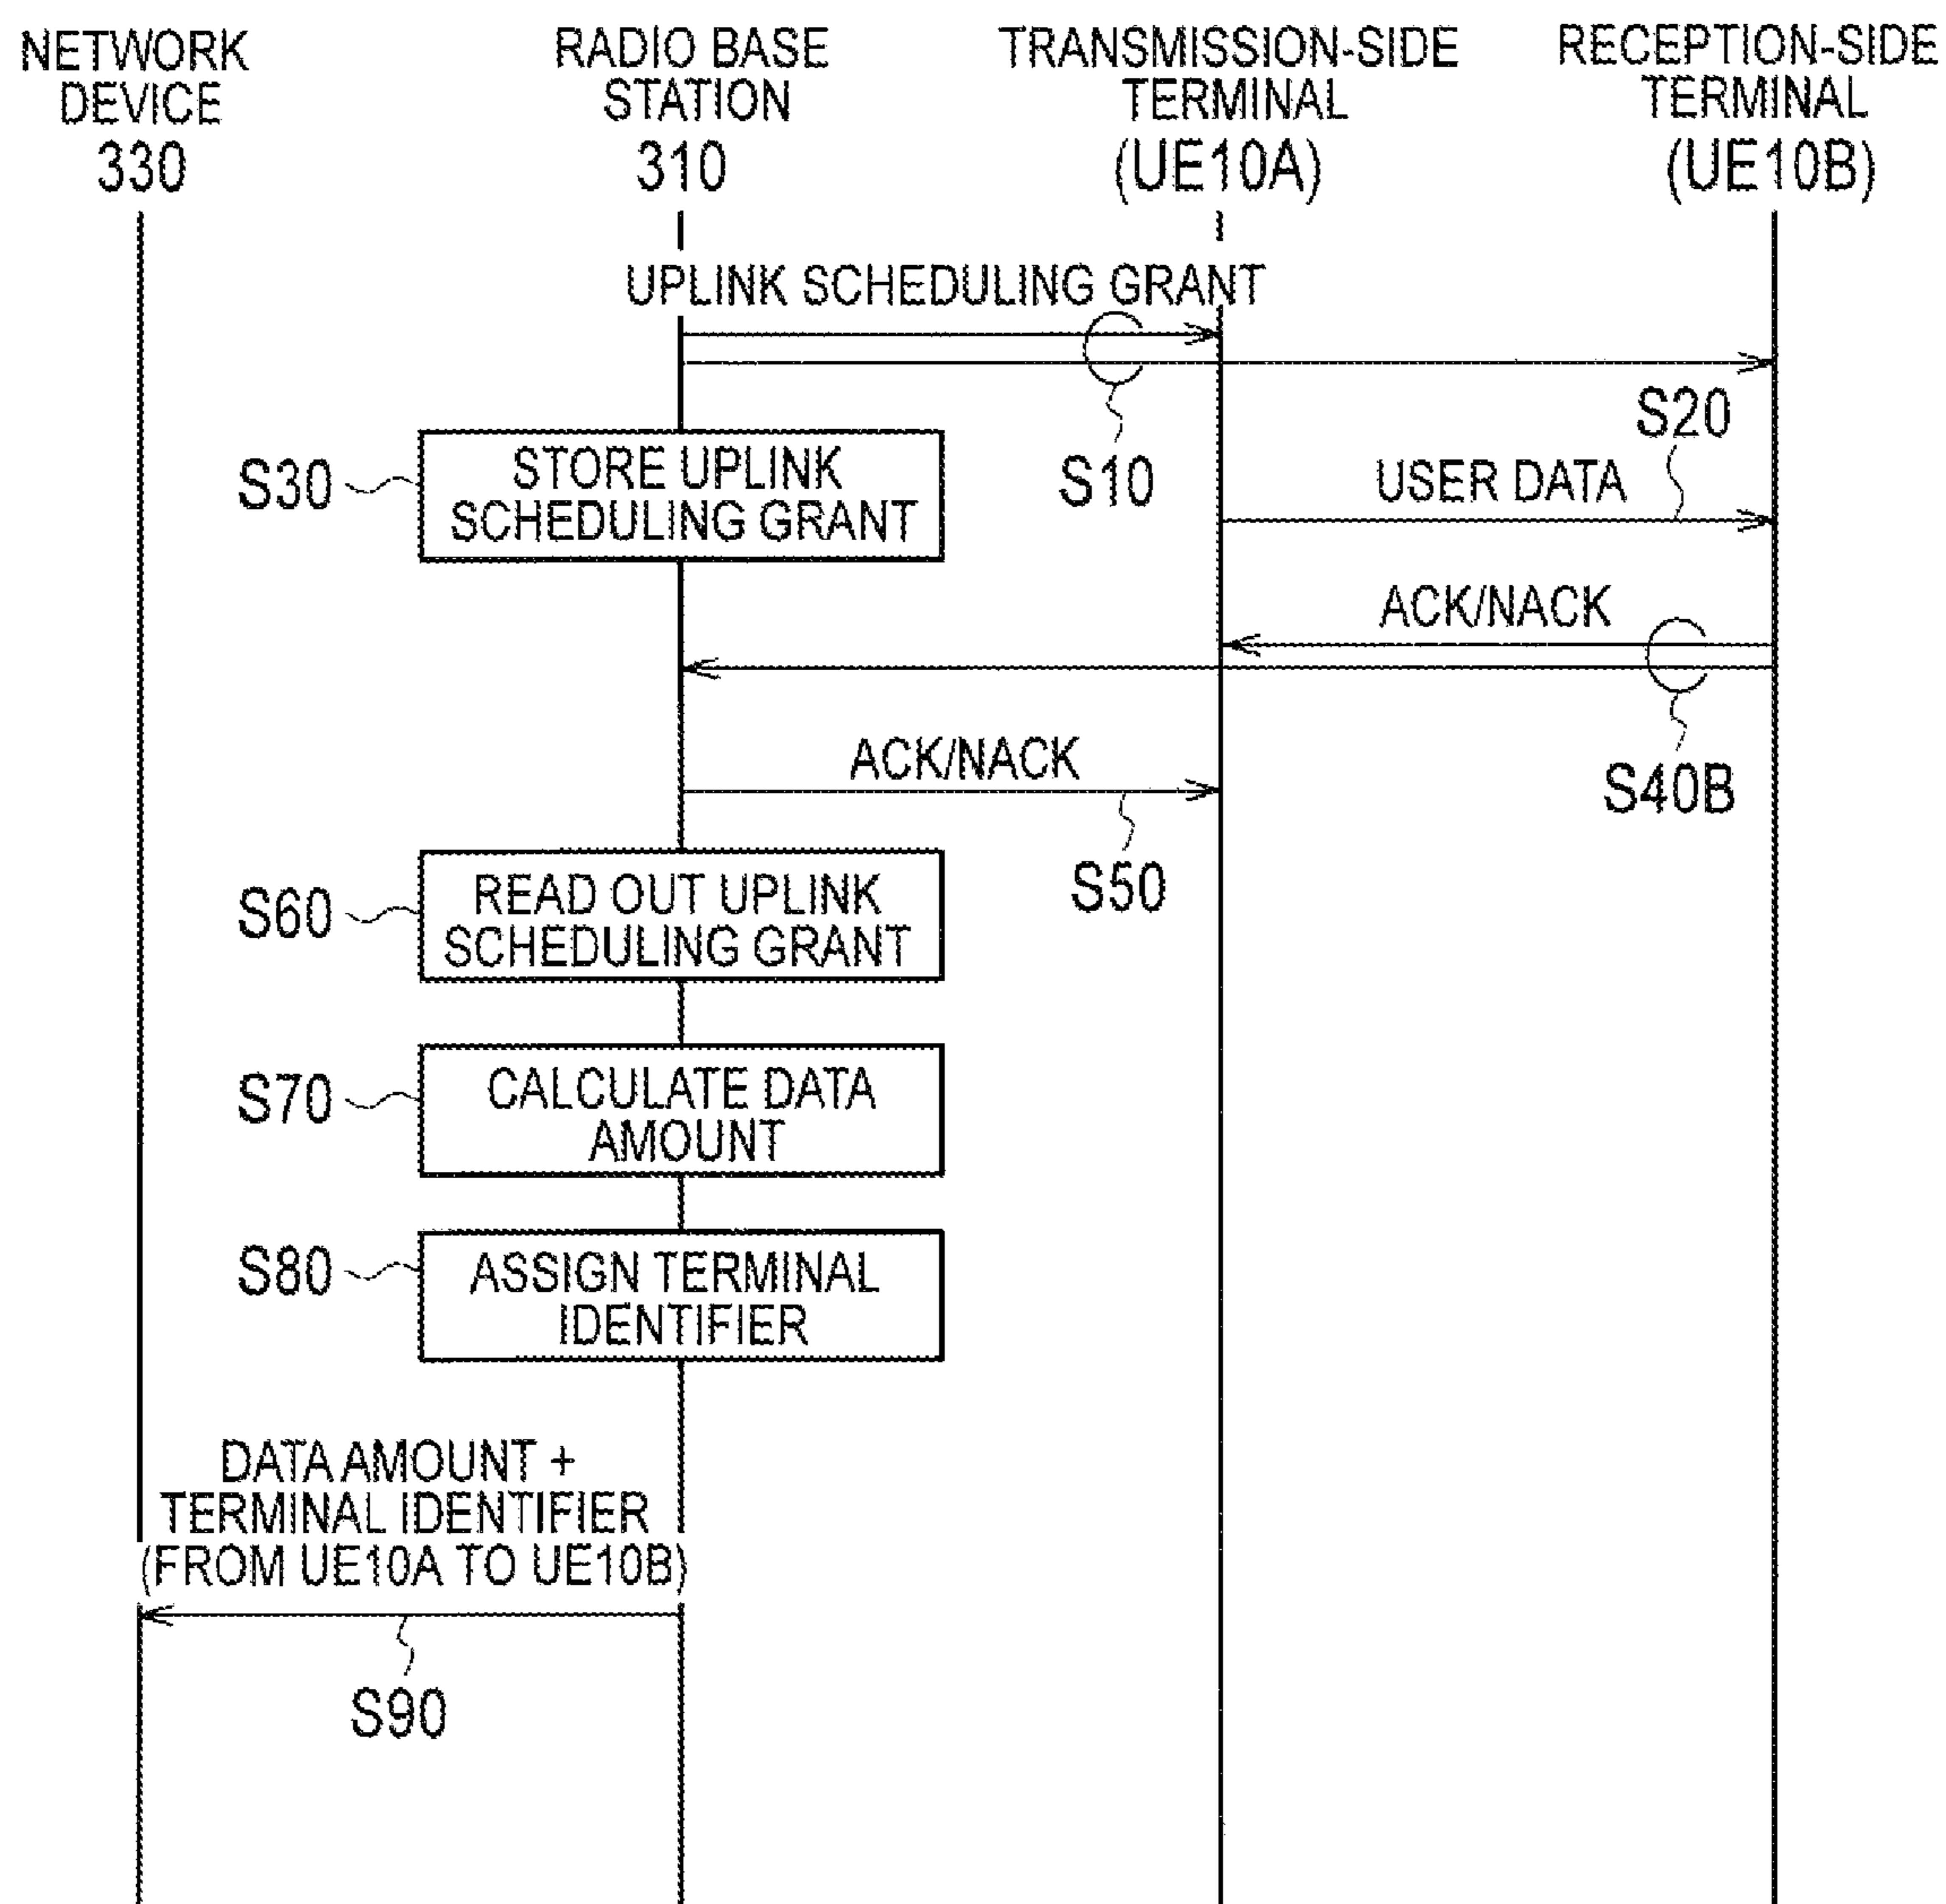 NETWORK
DEVICE
330
RADIO BASE
STATION
310
TRANSMISSION-SIDE
TERMINAL
(UE10A)
RECEPTION-SIDE
TERMINAL
(UE10B)
UPLINK SCHEDULING GRANT
S10
S20
S30
STORE UPLINK
SCHEDULING GRANT
USER DATA
ACK/NACK
S40B
ACK/NACK
S50
S60
READ OUT UPLINK
SCHEDULING GRANT
S70
CALCULATE DATA
AMOUNT
S80
ASSIGN TERMINAL
IDENTIFIER
DATA AMOUNT +
TERMINAL IDENTIFIER
(FROM UE10A TO UE10B)
S90